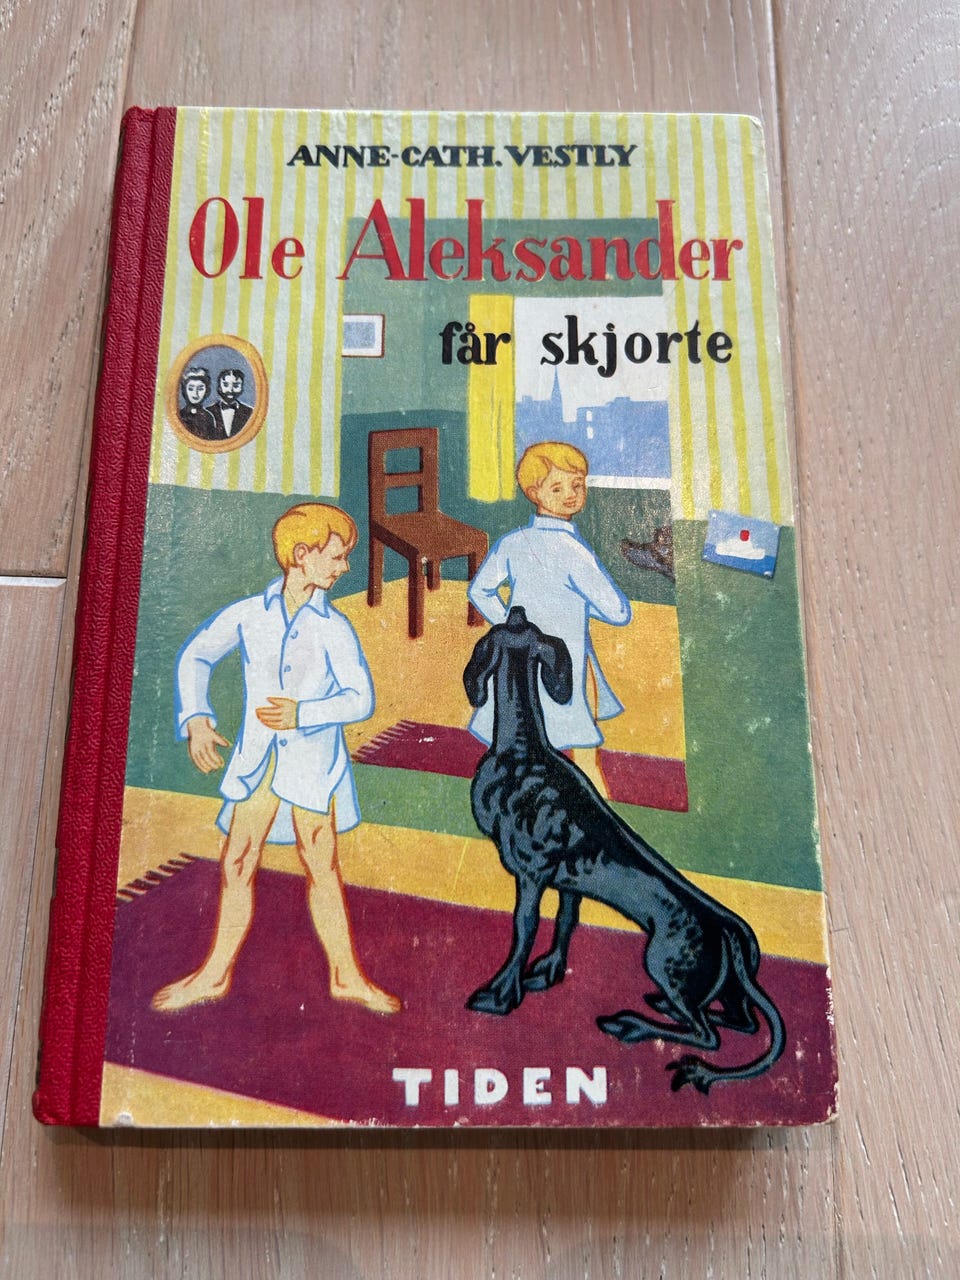 ANNE-CATH. VESTLY
Ole Aleksander
får skjorte
TIDEN